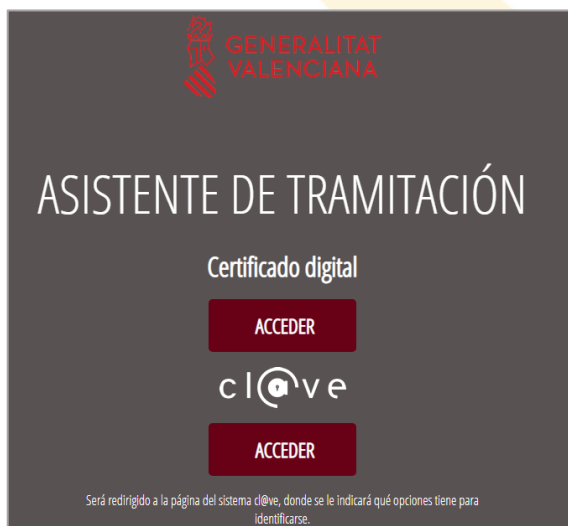 GENERALITAT
VALENCIANA
ASISTENTE DE TRAMITACIÓN
Certificado digital
ACCEDER
cl@ve
ACCEDER
Será redirigido a la página del sistema cl@ve, donde se le indicará qué opciones tiene para
identificarse.